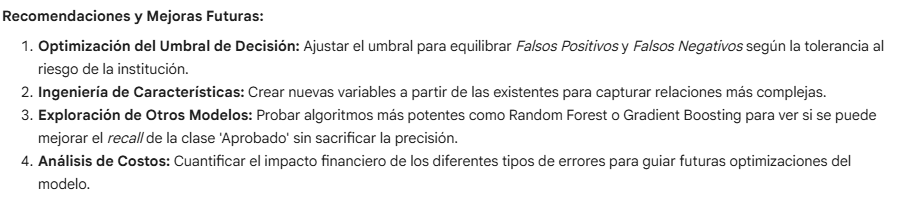 Recomendaciones y Mejoras Futuras:
1. Optimización del Umbral de Decisión: Ajustar el umbral para equilibrar Falsos Positivos y Falsos Negativos según la tolerancia al
riesgo de la institución.
2. Ingeniería de Características: Crear nuevas variables a partir de las existentes para capturar relaciones más complejas.
3. Exploración de Otros Modelos: Probar algoritmos más potentes como Random Forest o Gradient Boosting para ver si se puede
mejorar el recall de la clase 'Aprobado' sin sacrificar la precisión.
4. Análisis de Costos: Cuantificar el impacto financiero de los diferentes tipos de errores para guiar futuras optimizaciones del
modelo.